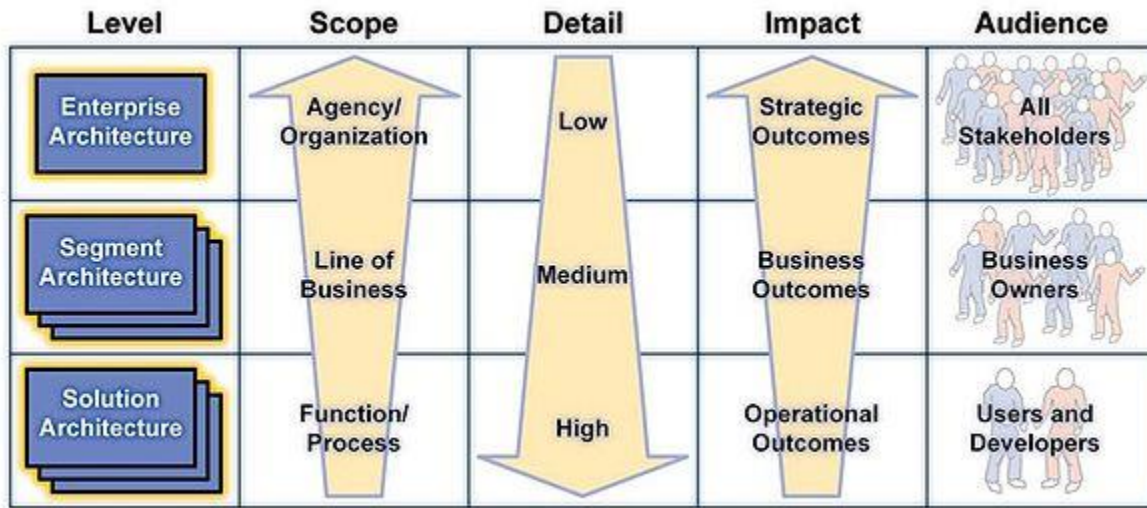 Level Scope Detail Impact Audience
Enterprise
Architecture
Agency/
Organization
Low
Strategic
Outcomes
All
Stakeholders
Segment
Architecture
Line of
Business
Medium
Business
Outcomes
Business
Owners
Solution
Architecture
Function/
Process
High
Operational
Outcomes
Users and
Developers